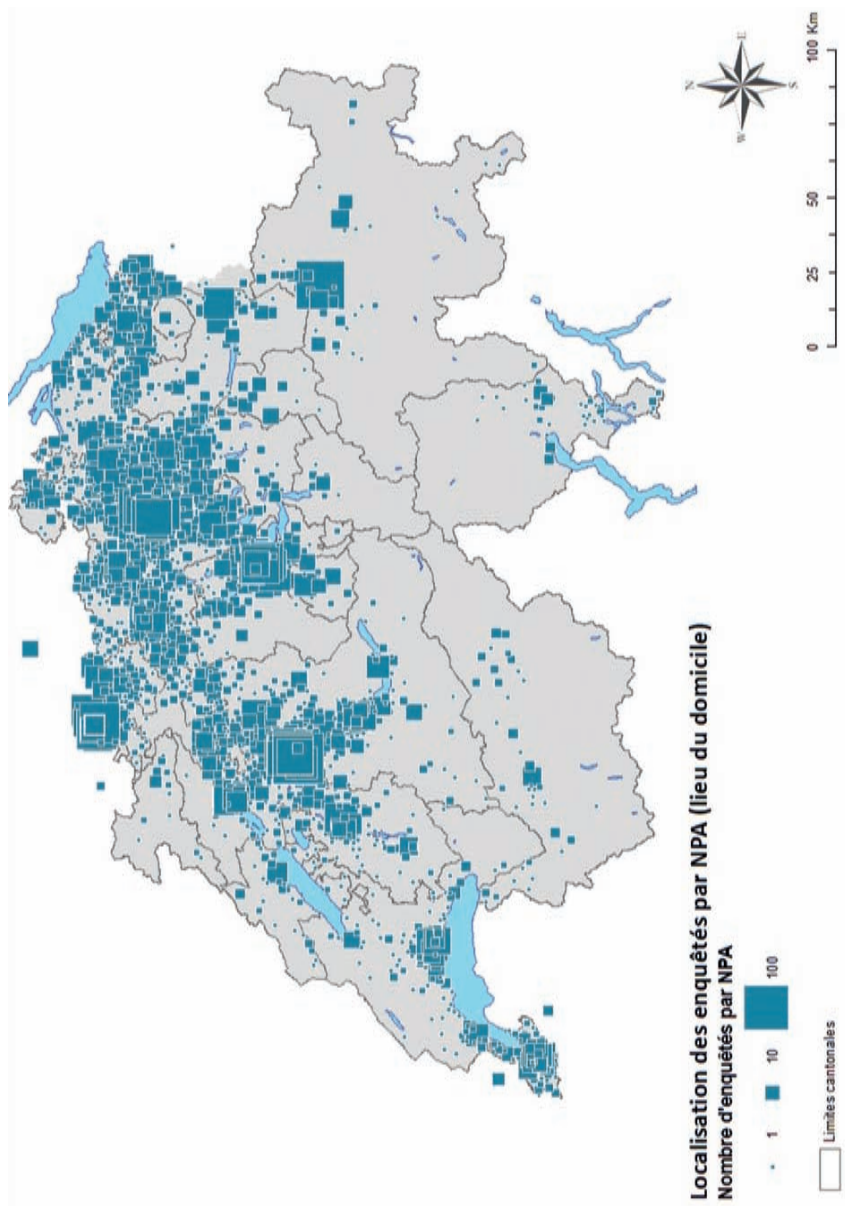 N
W
E
S
0
25
50
100 Km
Localisation des enquêtés par NPA (lieu du domicile)
Nombre d'enquêtés par NPA
1
10
100
Limites cantonales